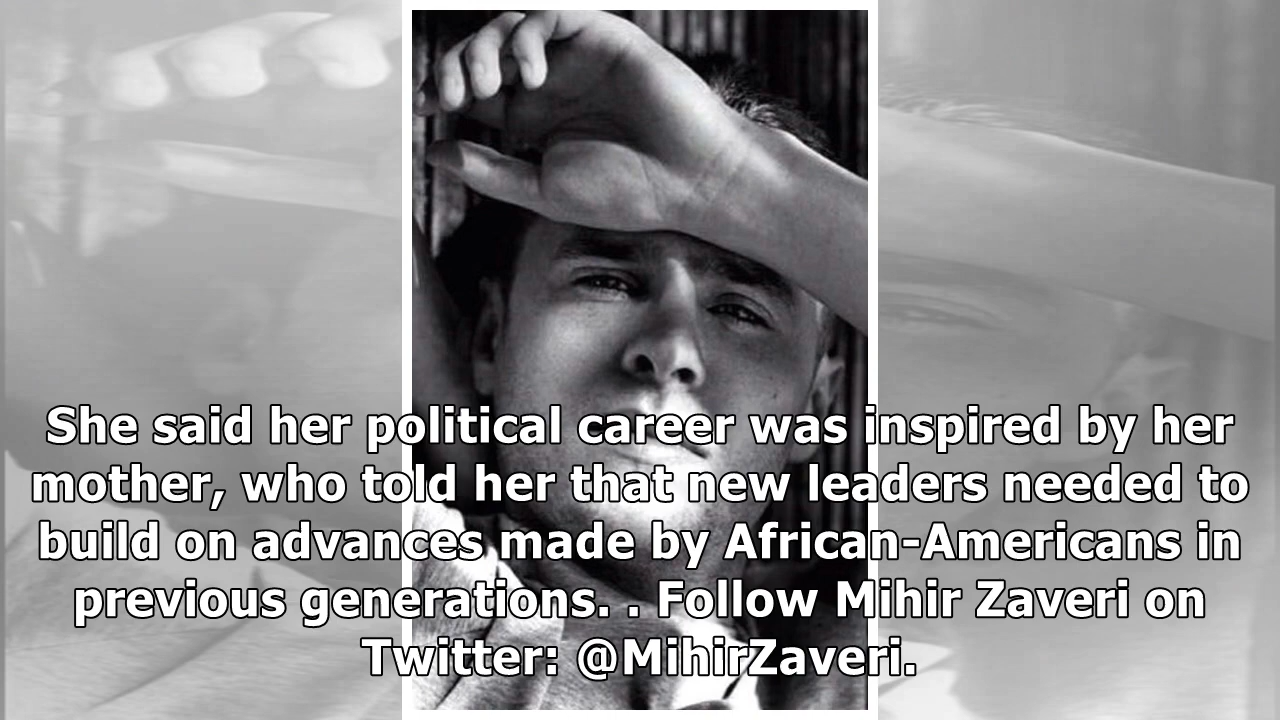 She said her political career was inspired by her
mother, who told her that new leaders needed to
build on advances made by African-Americans in
previous generations. . Follow Mihir Zaveri on
Twitter: @MihirZaveri.